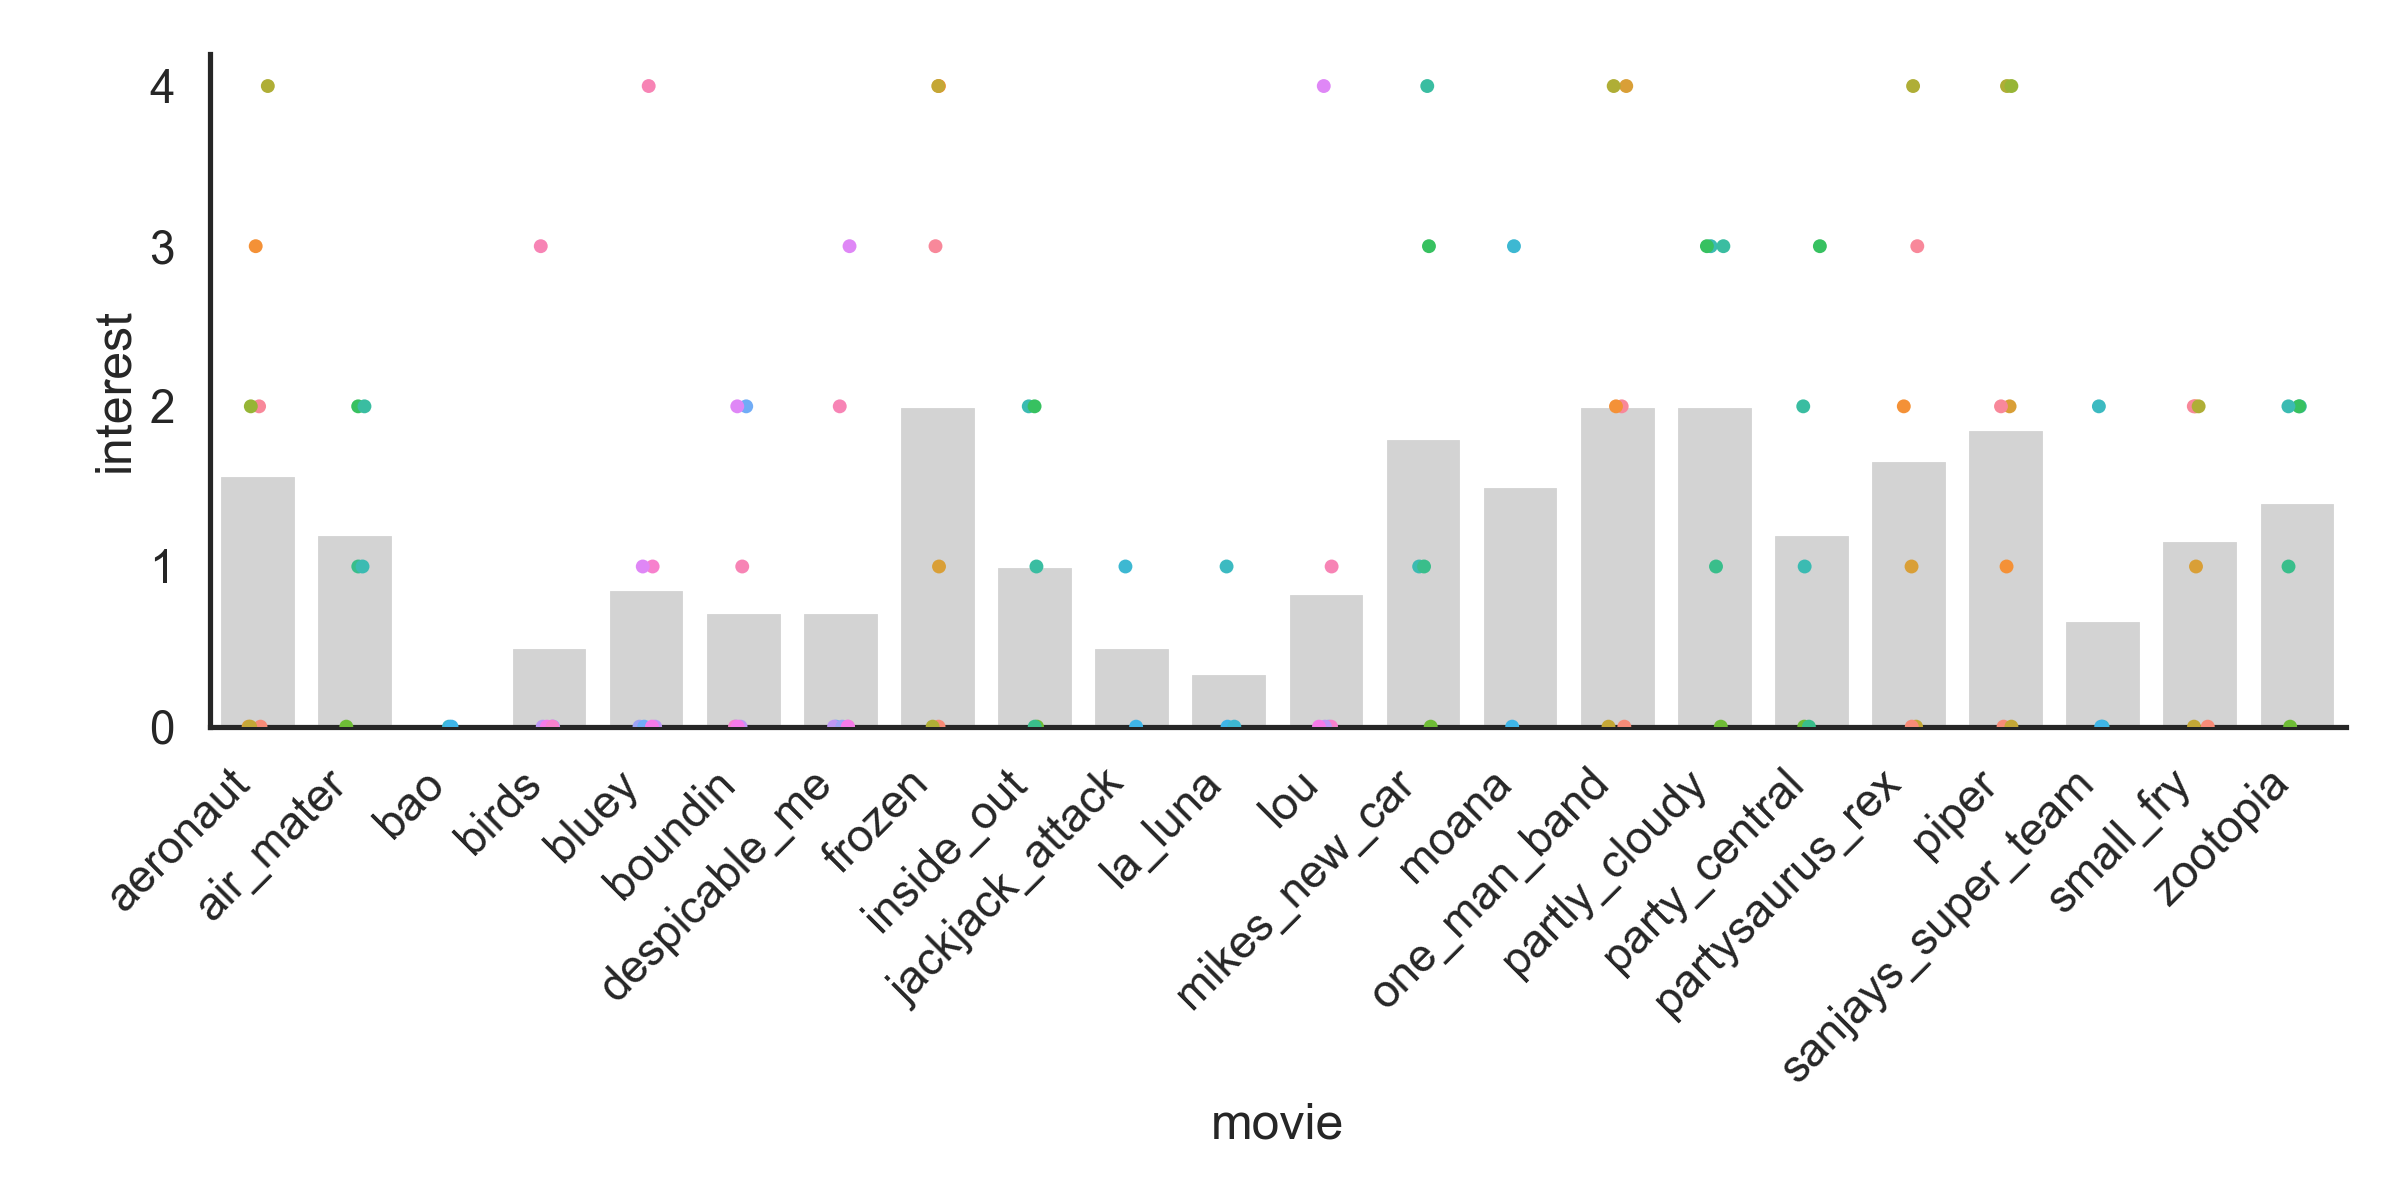 4
3
2
1
0
interest
aeronaut
air_mater
bao
birds
bluey
boundin
despicable_me
frozen
inside_out
jackjack_attack
la_luna
lou
mikes_new_car
moana
one_man_band
partly_cloudy
party_central
partysaurus_rex
piper
sanjays_super_team
small_fry
zootopia
movie